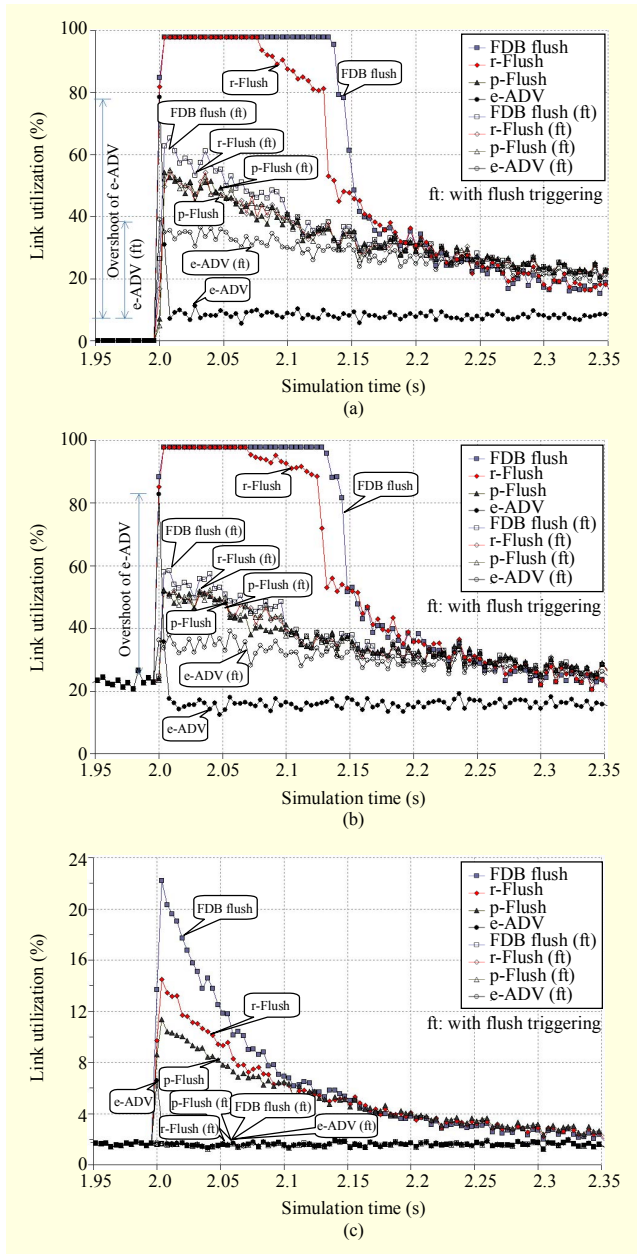 100
80
60
40
20
0
Link utilization (%)
Overshoot of e-ADV
e-ADV (ft)
r-Flush
FDB flush
FDB flush (ft)
r-Flush (ft)
p-Flush (ft)
p-Flush
e-ADV (ft)
e-ADV
FDB flush
r-Flush
p-Flush
e-ADV
FDB flush (ft)
r-Flush (ft)
p-Flush (ft)
e-ADV (ft)
ft: with flush triggering
1.95 2.0 2.05 2.1 2.15 2.2 2.25 2.3 2.35
Simulation time (s)
(a)
100
80
60
40
20
0
Link utilization (%)
Overshoot of e-ADV
r-Flush
FDB flush
FDB flush (ft)
r-Flush (ft)
p-Flush (ft)
p-Flush
e-ADV (ft)
e-ADV
FDB flush
r-Flush
p-Flush
e-ADV
FDB flush (ft)
r-Flush (ft)
p-Flush (ft)
e-ADV (ft)
ft: with flush triggering
1.95 2.0 2.05 2.1 2.15 2.2 2.25 2.3 2.35
Simulation time (s)
(b)
24
20
16
12
8
4
0
Link utilization (%)
FDB flush
r-Flush
p-Flush
e-ADV
p-Flush (ft
FDB flush (ft)
r-Flush (ft)
e-ADV (ft)
FDB flush
r-Flush
p-Flush
e-ADV
FDB flush (ft)
r-Flush (ft)
p-Flush (ft)
e-ADV (ft)
ft: with flush triggering
1.95 2.0 2.05 2.1 2.15 2.2 2.25 2.3 2.35
Simulation time (s)
(c)